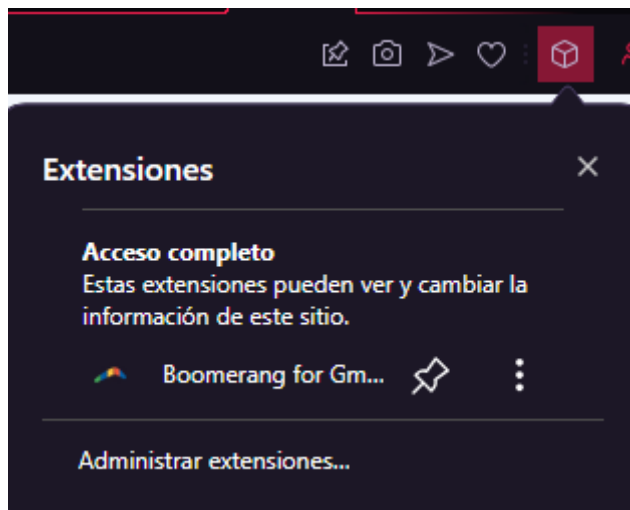 Extensiones
Acceso completo
Estas extensiones pueden ver y cambiar la
información de este sitio.
Boomerang for Gm...
Administrar extensiones...